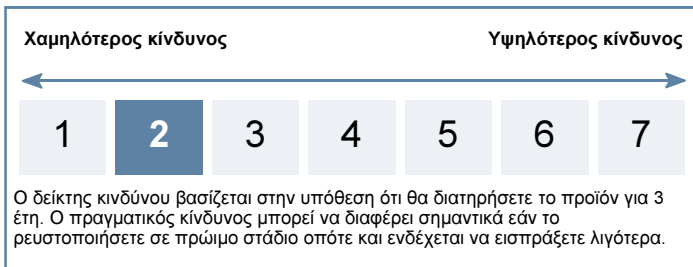 Χαμηλότερος κίνδυνος Υψηλότερος κίνδυνος
1 2 3 4 5 6 7
Ο δείκτης κινδύνου βασίζεται στην υπόθεση ότι θα διατηρήσετε το προϊόν για 3
έτη. Ο πραγματικός κίνδυνος μπορεί να διαφέρει σημαντικά εάν το
ρευστοποιήσετε σε πρώιμο στάδιο οπότε και ενδέχεται να εισπράξετε λιγότερα.